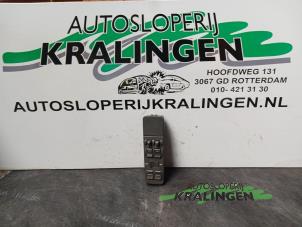 AUTOSLOPERIJ
KRALINGEN
HOOFDWEG 131
3067 GD ROTTERDAM
010- 421 31 30
AUTOSLOPERIJKRALINGEN.NL
AUTOSLOPERIJ
KRALINGEN